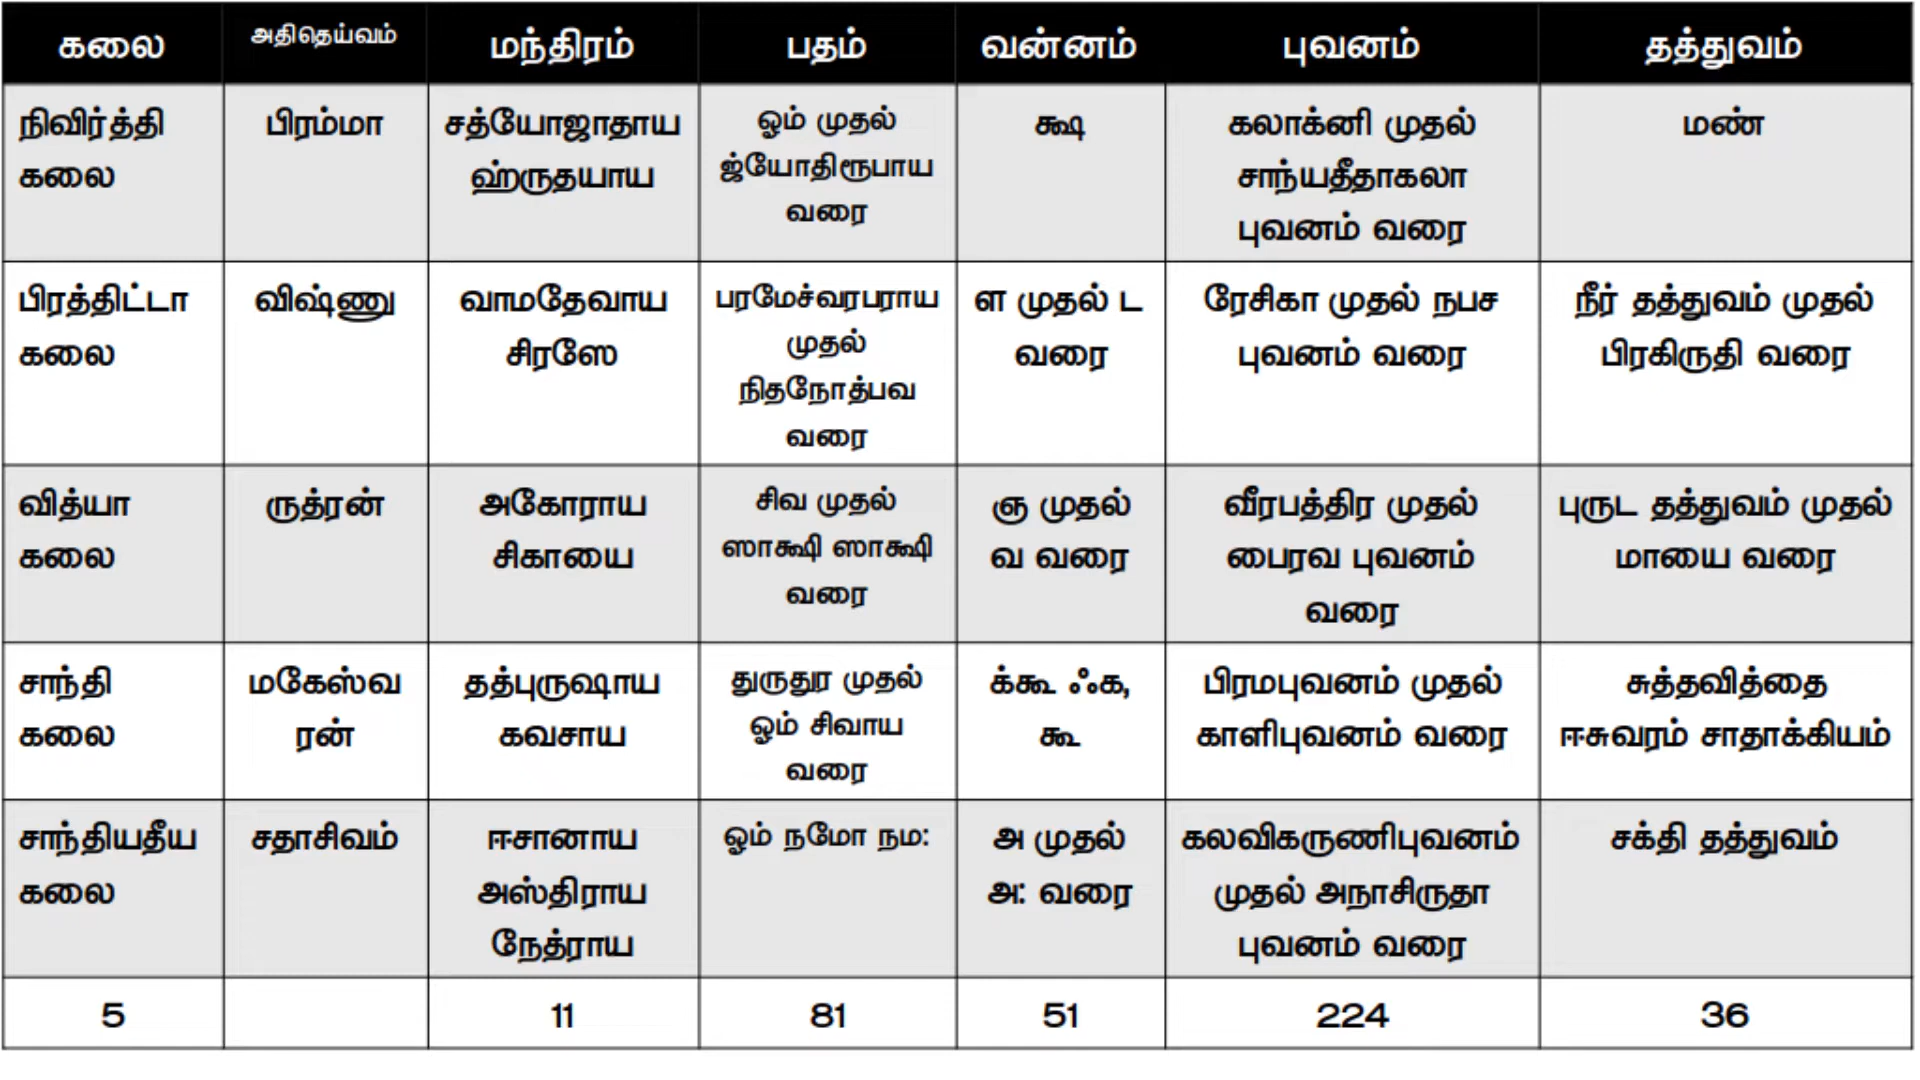 கலை அதிதெய்வம் மந்திரம் பதம் வன்னம் புவனம் தத்துவம்
நிவிர்த்தி பிரம்மா சத்யோஜாதாய ஓம் முதல் க்ஷ கலாக்னி முதல் மண்
கலை ஹ்ருதயாய ஜ்யோதிரூபாய சாந்யதீதாகலா
வரை புவனம் வரை
பிரத்திட்டா விஷ்ணு வாமதேவாய பரமேச்வரபராய ள முதல் ட ரேசிகா முதல் நபச நீர் தத்துவம் முதல்
கலை சிரஸே முதல் வரை புவனம் வரை பிரகிருதி வரை
நிதநோத்பவ
வரை
வித்யா ருத்ரன் அகோராய சிவ முதல் ஞ முதல் வீரபத்திர முதல் புருட தத்துவம் முதல்
கலை சிகாயை ஸாக்ஷி ஸாக்ஷி வ வரை பைரவ புவனம் மாயை வரை
வரை வரை
சாந்தி மகேஸ்வ தத்புருஷாய துருதுர முதல் க்கூ ஃக, பிரமபுவனம் முதல் சுத்தவித்தை
கலை ரன் கவசாய ஓம் சிவாய கூ காளிபுவனம் வரை ஈசுவரம் சாதாக்கியம்
வரை
சாந்தியதீய சதாசிவம் ஈசானாய ஓம் நமோ நம: அ முதல் கலவிகருணிபுவனம் சக்தி தத்துவம்
கலை அஸ்திராய அ: வரை முதல் அநாசிருதா
நேத்ராய புவனம் வரை
5 11 81 51 224 36